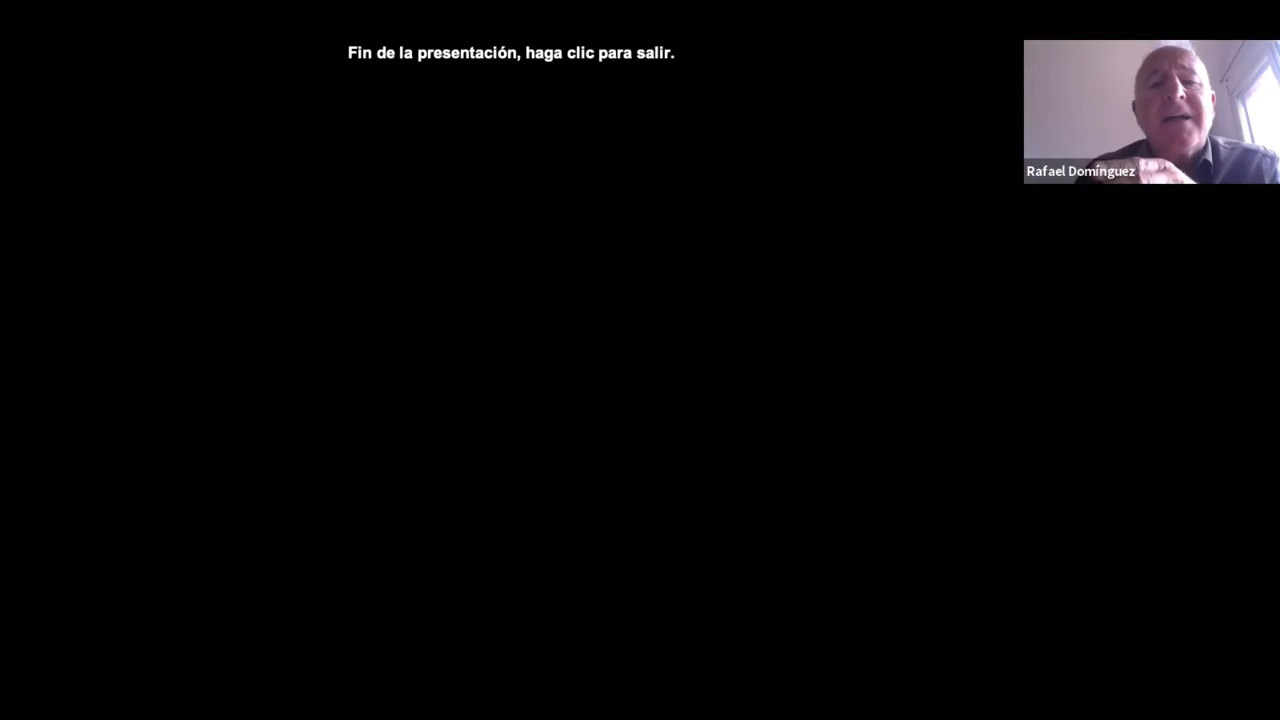 Fin de la presentación, haga clic para salir.
Rafael Domínguez